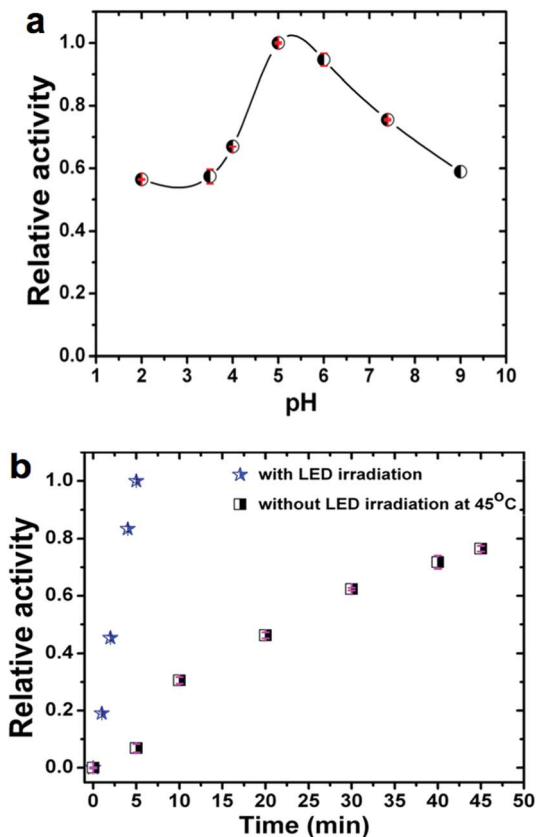 a
Relative activity
1.0
0.8
0.6
0.4
0.2
0.0
1 2 3 4 5 6 7 8 9 10
pH
b
Relative activity
1.0
0.8
0.6
0.4
0.2
0.0
with LED irradiation
without LED irradiation at 45°C
0 5 10 15 20 25 30 35 40 45 50
Time (min)